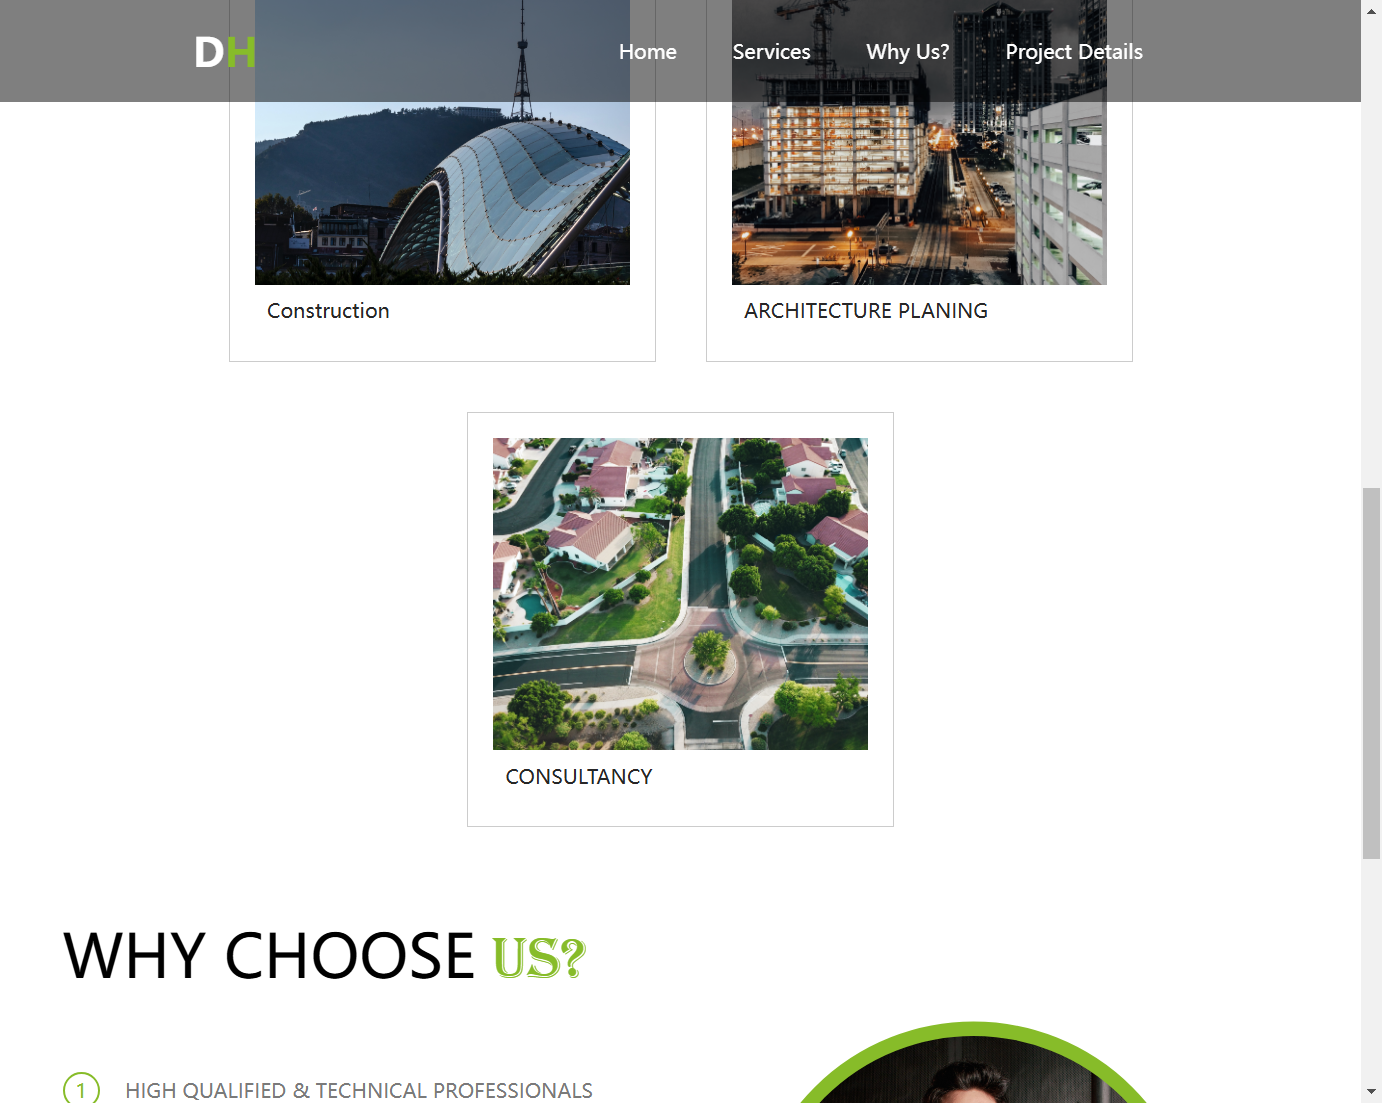 DH
Home Services Why Us? Project Details
Construction
ARCHITECTURE PLANING
CONSULTANCY
WHY CHOOSE US?
1 HIGH QUALIFIED & TECHNICAL PROFESSIONALS